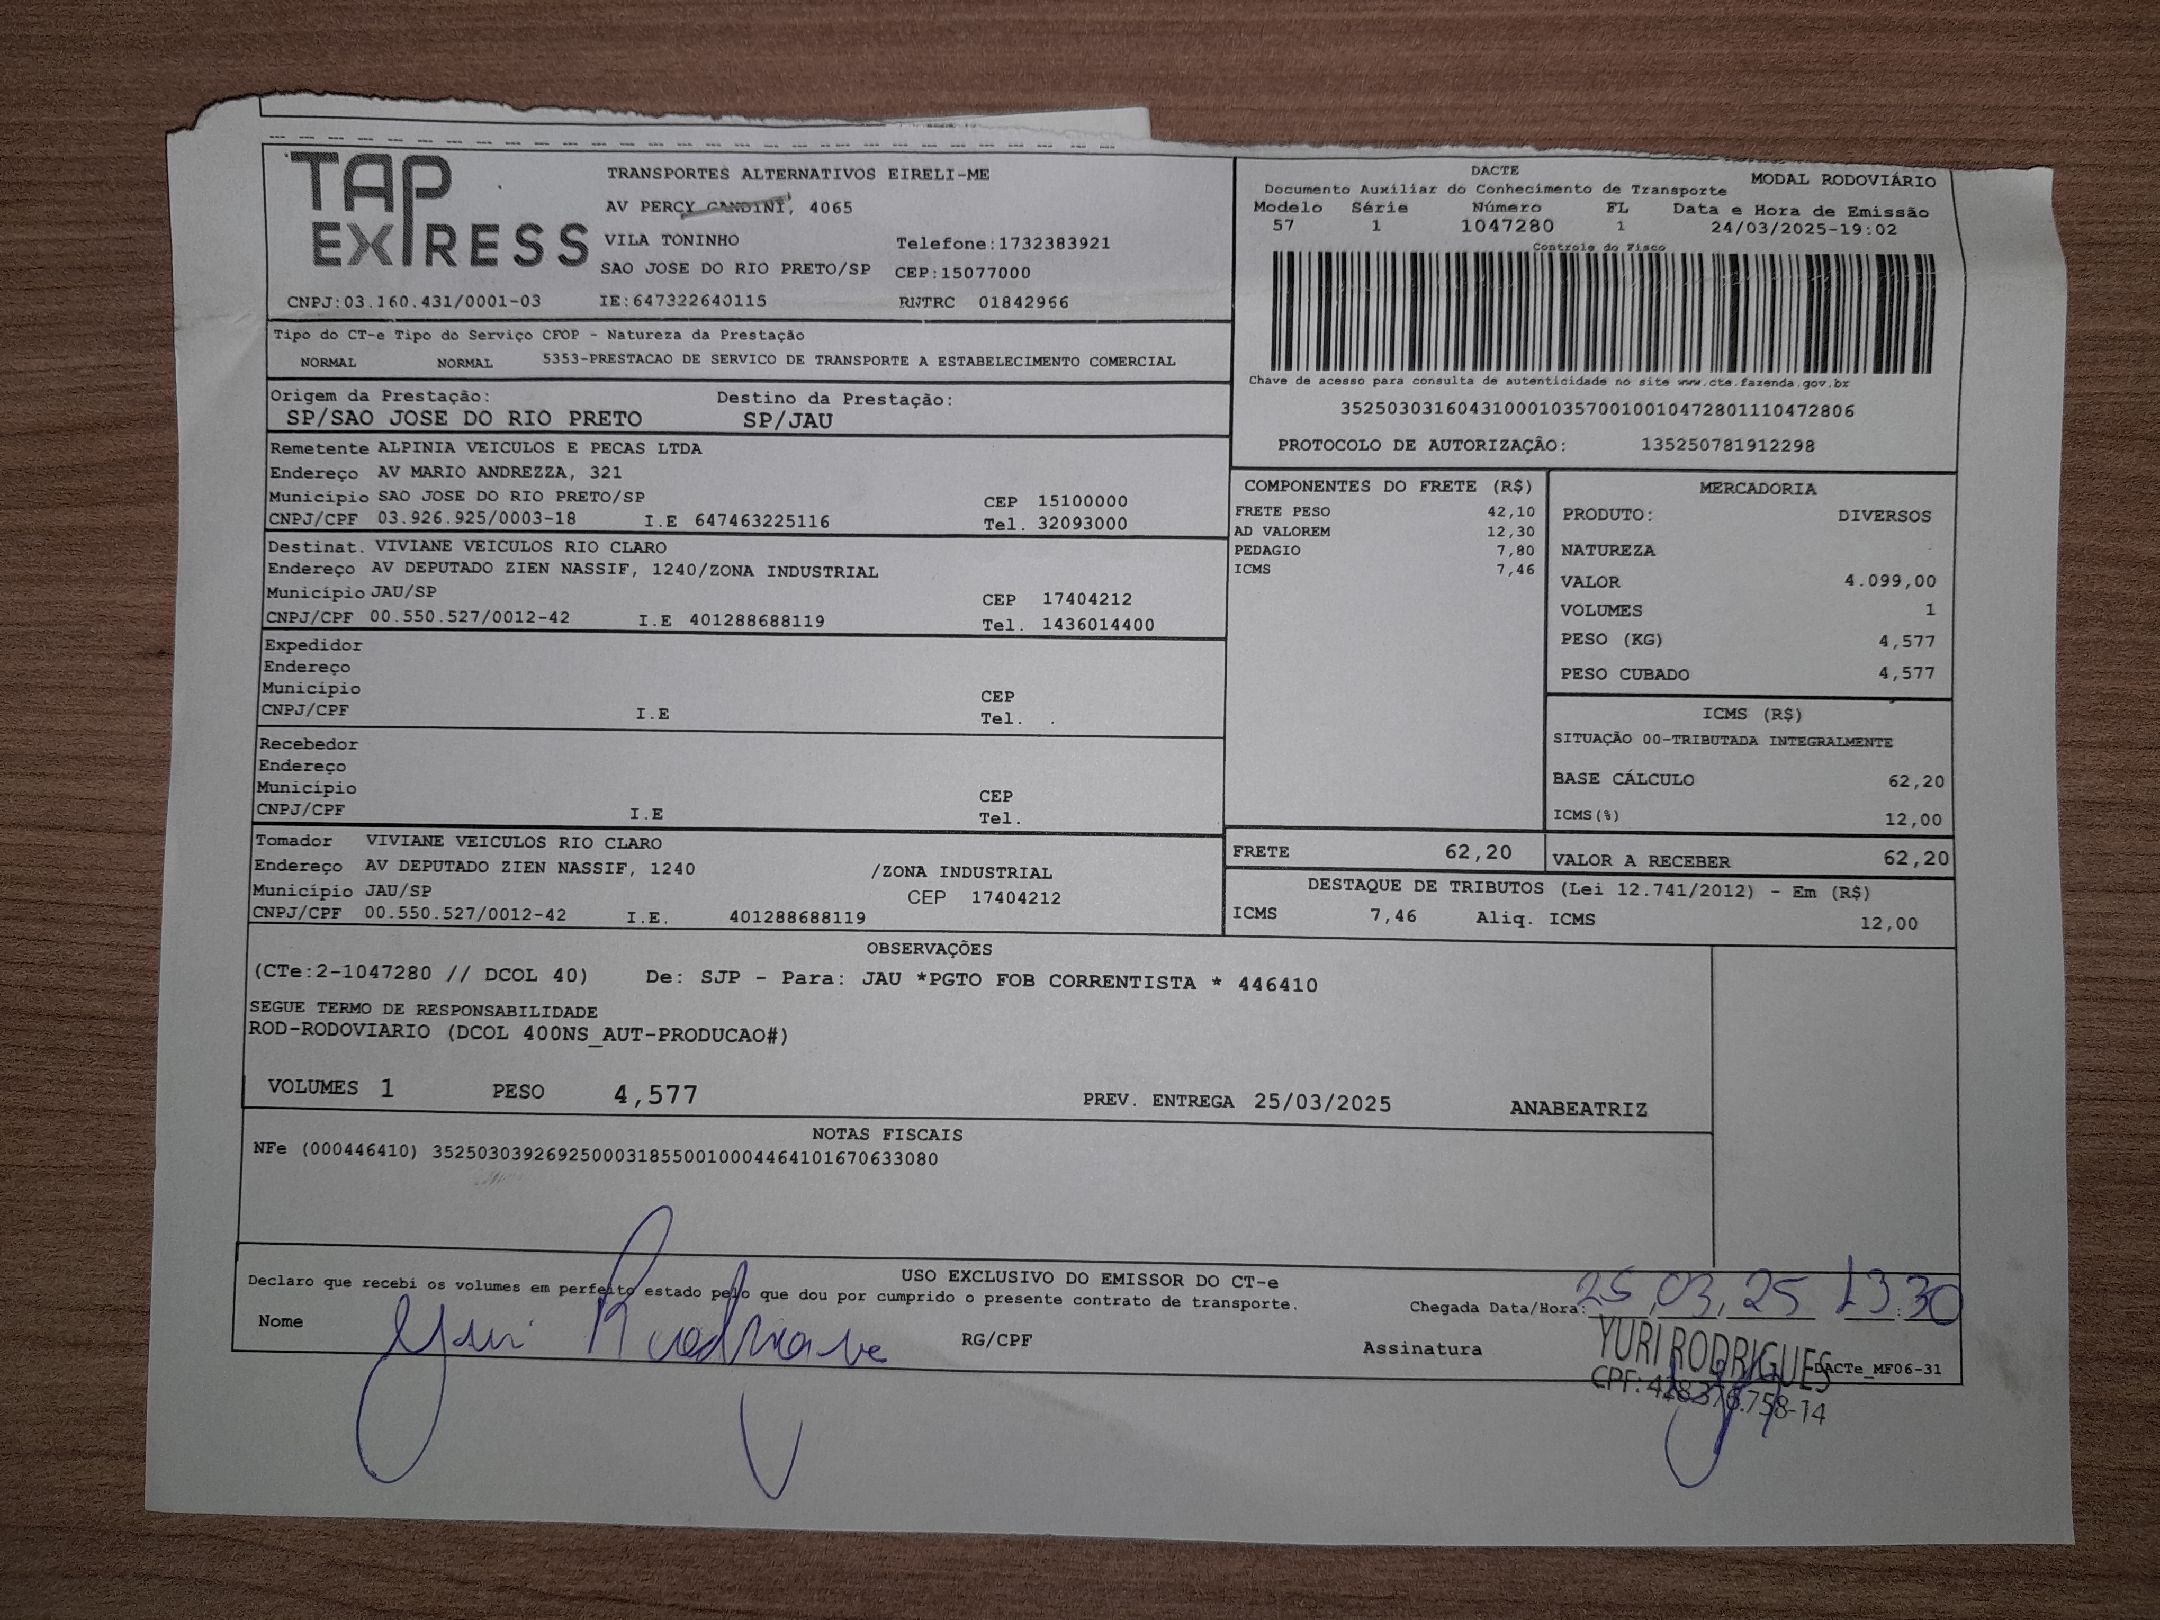 TAP EXPRESS
TRANSPORTES ALTERNATIVOS EIRELI-ME
AV PERCY GANDINI, 4065
VILA TONINHO Telefone:1732383921
SAO JOSE DO RIO PRETO/SP CEP:15077000
CNPJ:03.160.431/0001-03 IE:647322640115 RNTRC 01842966
DACTE
MODAL RODOVIÁRIO
Documento Auxiliar do Conhecimento de Transporte
Modelo Série Número FL Data e Hora de Emissão
57 1 1047280 1 24/03/2025-19:02
Controle do Fisco
Chave de acesso para consulta de autenticidade no site www.cte.fazenda.gov.br
35250303160431000103570010010472801110472806
PROTOCOLO DE AUTORIZAÇÃO: 135250781912298
Tipo do CT-e Tipo do Serviço CFOP - Natureza da Prestação
NORMAL NORMAL 5353-PRESTACAO DE SERVICO DE TRANSPORTE A ESTABELECIMENTO COMERCIAL
Origem da Prestação: Destino da Prestação:
SP/SAO JOSE DO RIO PRETO SP/JAU
Remetente ALPINIA VEICULOS E PECAS LTDA
Endereço AV MARIO ANDREZZA, 321
Município SAO JOSE DO RIO PRETO/SP CEP 15100000
CNPJ/CPF 03.926.925/0003-18 I.E 647463225116 Tel. 32093000
Destinat. VIVIANE VEICULOS RIO CLARO
Endereço AV DEPUTADO ZIEN NASSIF, 1240/ZONA INDUSTRIAL
Município JAU/SP CEP 17404212
CNPJ/CPF 00.550.527/0012-42 I.E 401288688119 Tel. 1436014400
Expedidor
Endereço
Município CEP
CNPJ/CPF I.E Tel. .
Recebedor
Endereço
Município CEP
CNPJ/CPF I.E Tel.
Tomador VIVIANE VEICULOS RIO CLARO
Endereço AV DEPUTADO ZIEN NASSIF, 1240 /ZONA INDUSTRIAL
Município JAU/SP CEP 17404212
CNPJ/CPF 00.550.527/0012-42 I.E. 401288688119
COMPONENTES DO FRETE (R$)
FRETE PESO 42,10
AD VALOREM 12,30
PEDAGIO 7,80
ICMS 7,46
MERCADORIA
PRODUTO: DIVERSOS
NATUREZA
VALOR 4.099,00
VOLUMES 1
PESO (KG) 4,577
PESO CUBADO 4,577
ICMS (R$)
SITUAÇÃO 00-TRIBUTADA INTEGRALMENTE
BASE CÁLCULO 62,20
ICMS(%) 12,00
FRETE 62,20 VALOR A RECEBER 62,20
DESTAQUE DE TRIBUTOS (Lei 12.741/2012) - Em (R$)
ICMS 7,46 Aliq. ICMS 12,00
OBSERVAÇÕES
(CTe:2-1047280 // DCOL 40) De: SJP - Para: JAU *PGTO FOB CORRENTISTA * 446410
SEGUE TERMO DE RESPONSABILIDADE
ROD-RODOVIARIO (DCOL 400NS_AUT-PRODUCAO#)
VOLUMES 1 PESO 4,577 PREV. ENTREGA 25/03/2025 ANABEATRIZ
NOTAS FISCAIS
NFe (000446410) 35250303926925000318550010004464101670633080
USO EXCLUSIVO DO EMISSOR DO CT-e
Declaro que recebi os volumes em perfeito estado pelo que dou por cumprido o presente contrato de transporte.
Chegada Data/Hora: 25,03,25 13:30
Nome Yuri Rodrigues RG/CPF Assinatura
YURI RODRIGUES
DACTe_MF06-31
CPF: 428.376.758-14